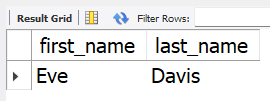 Result Grid Filter Rows:
first_name last_name
Eve Davis